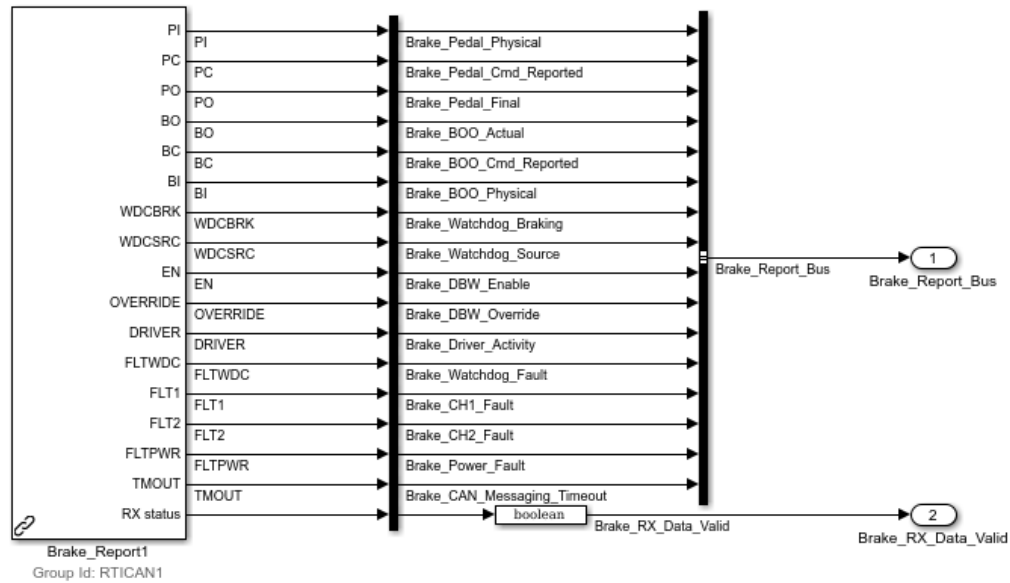 PI
PI
Brake_Pedal_Physical
PC
PC
Brake_Pedal_Cmd_Reported
PO
PO
Brake_Pedal_Final
BO
BO
Brake_BOO_Actual
BC
BC
Brake_BOO_Cmd_Reported
BI
BI
Brake_BOO_Physical
WDCBRK
WDCBRK
Brake_Watchdog_Braking
WDCSRC
WDCSRC
Brake_Watchdog_Source
EN
EN
Brake_DBW_Enable
OVERRIDE
OVERRIDE
Brake_DBW_Override
DRIVER
DRIVER
Brake_Driver_Activity
FLTWDC
FLTWDC
Brake_Watchdog_Fault
FLT1
FLT1
Brake_CH1_Fault
FLT2
FLT2
Brake_CH2_Fault
FLTPWR
FLTPWR
Brake_Power_Fault
TMOUT
TMOUT
Brake_CAN_Messaging_Timeout
RX status
boolean
Brake_RX_Data_Valid
Brake_Report_Bus
1
Brake_Report_Bus
2
Brake_RX_Data_Valid
Brake_Report1
Group Id: RTICAN1